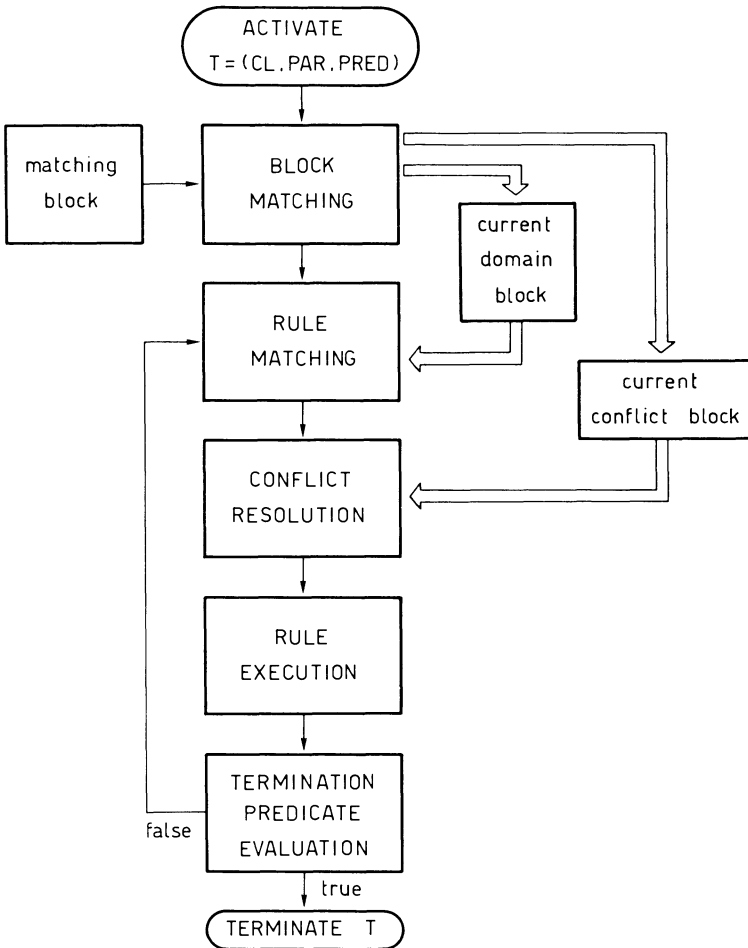 ACTIVATE
T=(CL.PAR.PRED)
matching
block
BLOCK
MATCHING
current
domain
block
RULE
MATCHING
current
conflict block
CONFLICT
RESOLUTION
RULE
EXECUTION
TERMINATION
PREDICATE
EVALUATION
false
true
TERMINATE T